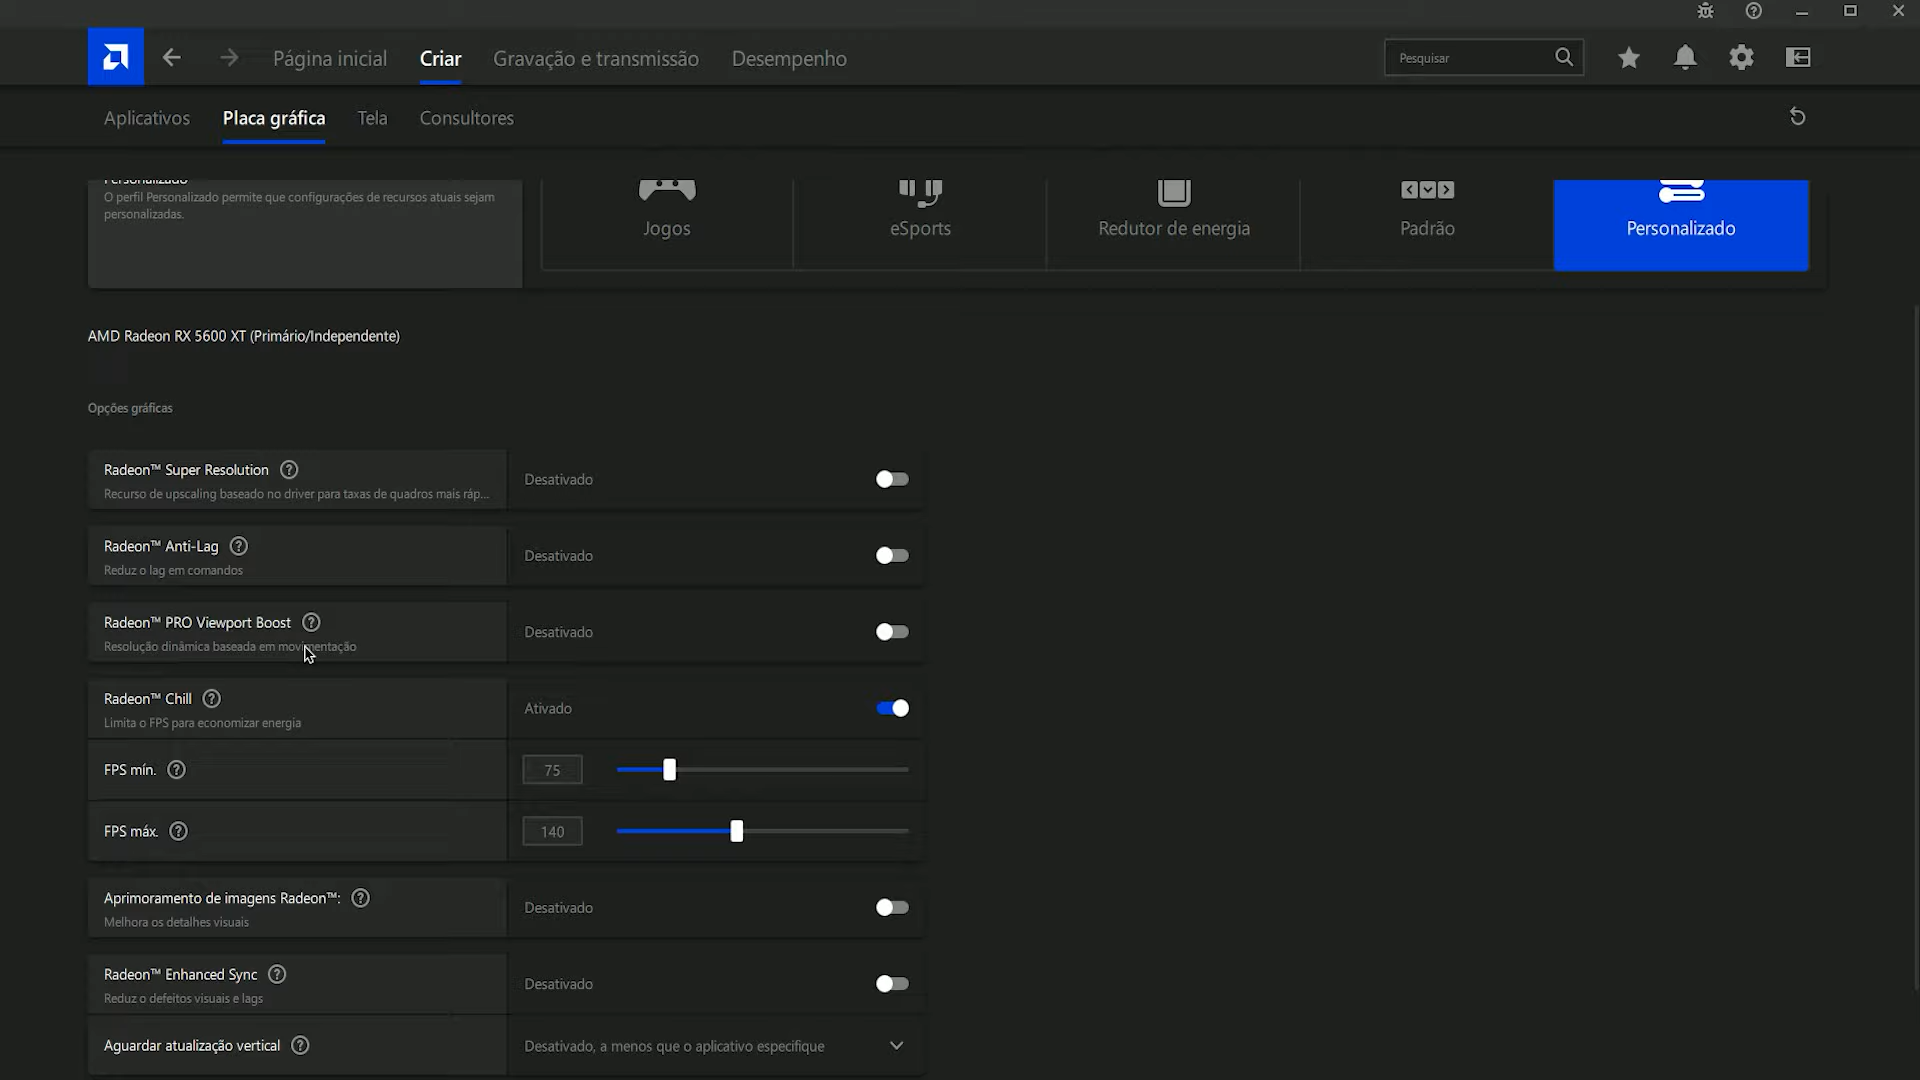 Página inicial
Criar
Gravação e transmissão
Desempenho
Pesquisar
Aplicativos
Placa gráfica
Tela
Consultores
Personalizado
O perfil Personalizado permite que configurações de recursos atuais sejam
personalizadas.
Jogos
eSports
Redutor de energia
Padrão
Personalizado
AMD Radeon RX 5600 XT (Primário/Independente)
Opções gráficas
Radeon™ Super Resolution
Recurso de upscaling baseado no driver para taxas de quadros mais ráp...
Desativado
Radeon™ Anti-Lag
Reduz o lag em comandos
Desativado
Radeon™ PRO Viewport Boost
Resolução dinâmica baseada em movimentação
Desativado
Radeon™ Chill
Limita o FPS para economizar energia
Ativado
FPS mín.
75
FPS máx.
140
Aprimoramento de imagens Radeon™:
Melhora os detalhes visuais
Desativado
Radeon™ Enhanced Sync
Reduz o defeitos visuais e lags
Desativado
Aguardar atualização vertical
Desativado, a menos que o aplicativo especifique